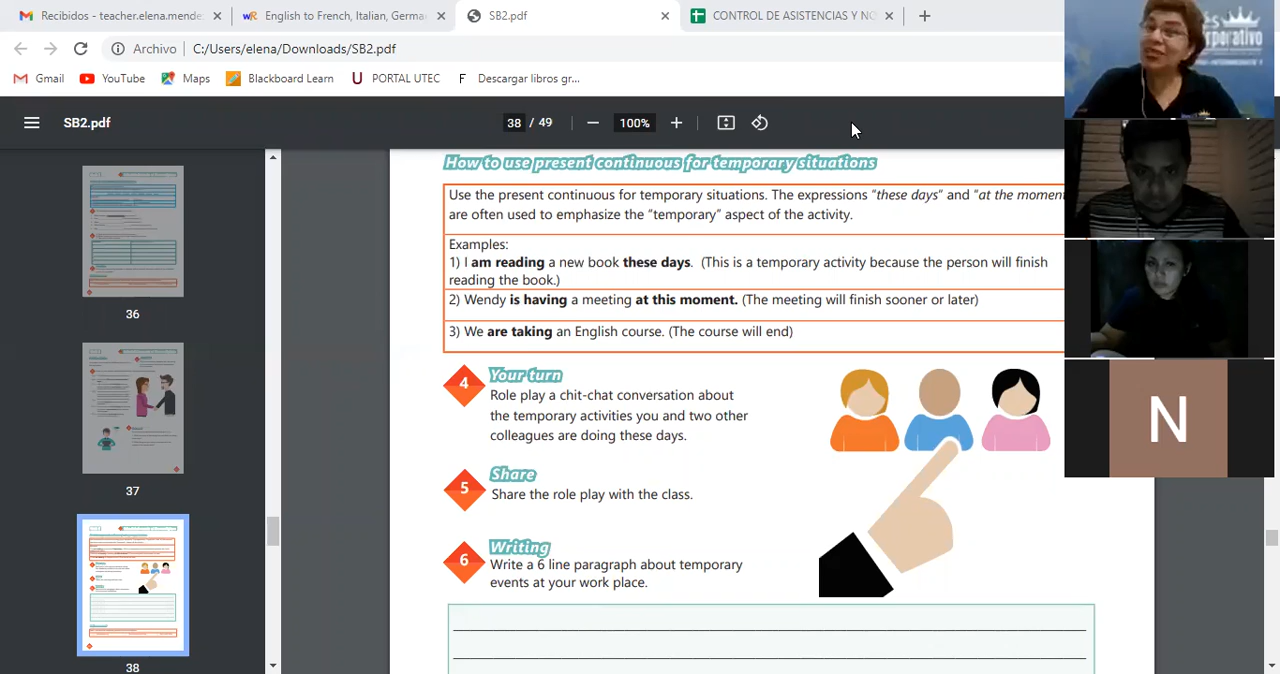 Recibidos - teacher.elena.mende
English to French, Italian, Germa
SB2.pdf
CONTROL DE ASISTENCIAS Y NO
Archivo
C:/Users/elena/Downloads/SB2.pdf
Gmail
YouTube
Maps
Blackboard Learn
PORTAL UTEC
Descargar libros gr...
SB2.pdf
38 / 49
100%
How to use present continuous for temporary situations
Use the present continuous for temporary situations. The expressions "these days" and "at the moment
are often used to emphasize the "temporary" aspect of the activity.
Examples:
1) I am reading a new book these days. (This is a temporary activity because the person will finish
reading the book.)
2) Wendy is having a meeting at this moment. (The meeting will finish sooner or later)
3) We are taking an English course. (The course will end)
4
Your turn
Role play a chit-chat conversation about
the temporary activities you and two other
colleagues are doing these days.
5
Share
Share the role play with the class.
6
Writing
Write a 6 line paragraph about temporary
events at your work place.
36
37
38
N